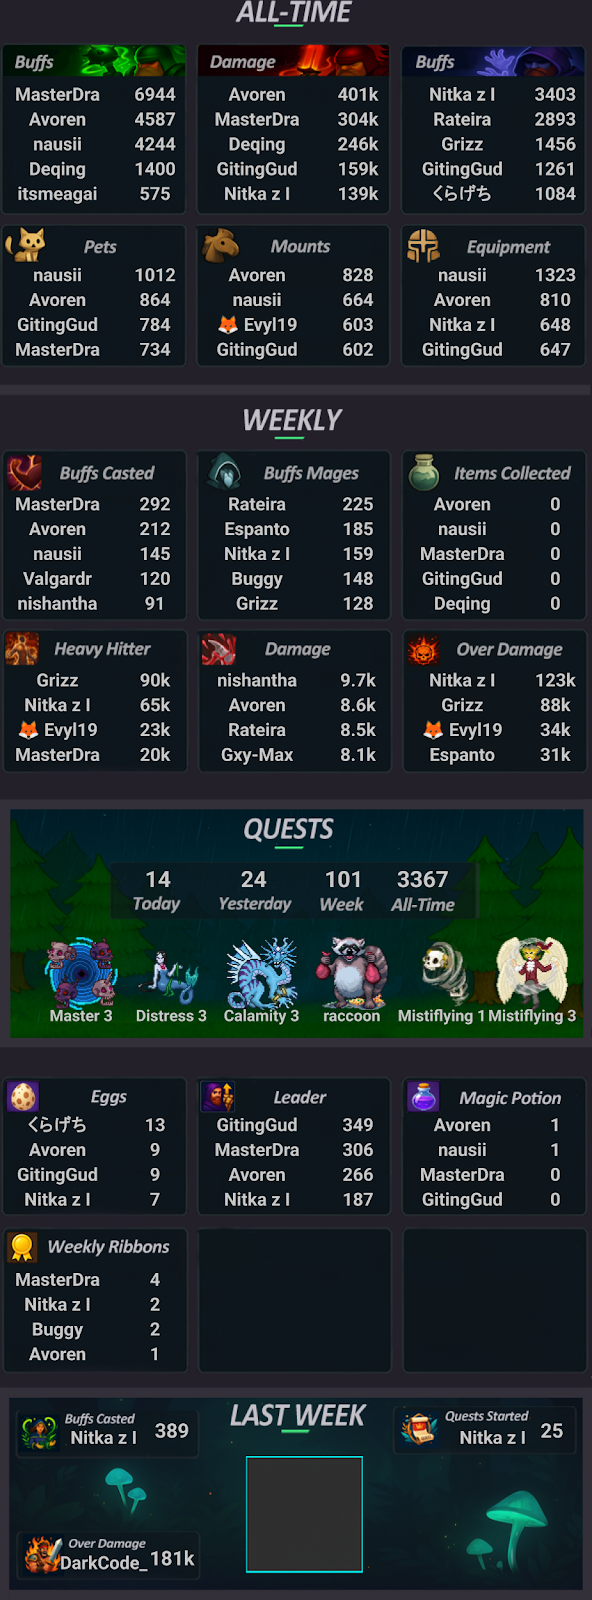 ALL-TIME
Buffs
MasterDra 6944
Avoren 4587
nausii 4244
Deqing 1400
itsmeagai 575
Damage
Avoren 401k
MasterDra 304k
Deqing 246k
GitingGud 159k
Nitka z I 139k
Buffs
Nitka z I 3403
Rateira 2893
Grizz 1456
GitingGud 1261
くらげち 1084
Pets
nausii 1012
Avoren 864
GitingGud 784
MasterDra 734
Mounts
Avoren 828
nausii 664
🦊 Evyl19 603
GitingGud 602
Equipment
nausii 1323
Avoren 810
Nitka z I 648
GitingGud 647
WEEKLY
Buffs Casted
MasterDra 292
Avoren 212
nausii 145
Valgardr 120
nishantha 91
Buffs Mages
Rateira 225
Espanto 185
Nitka z I 159
Buggy 148
Grizz 128
Items Collected
Avoren 0
nausii 0
MasterDra 0
GitingGud 0
Deqing 0
Heavy Hitter
Grizz 90k
Nitka z I 65k
🦊 Evyl19 23k
MasterDra 20k
Damage
nishantha 9.7k
Avoren 8.6k
Rateira 8.5k
Gxy-Max 8.1k
Over Damage
Nitka z I 123k
Grizz 88k
🦊 Evyl19 34k
Espanto 31k
QUESTS
14 24 101 3367
Today Yesterday Week All-Time
Master 3 Distress 3 Calamity 3 raccoon Mistiflying 1 Mistiflying 3
Eggs
くらげち 13
Avoren 9
GitingGud 9
Nitka z I 7
Leader
GitingGud 349
MasterDra 306
Avoren 266
Nitka z I 187
Magic Potion
Avoren 1
nausii 1
MasterDra 0
GitingGud 0
Weekly Ribbons
MasterDra 4
Nitka z I 2
Buggy 2
Avoren 1
LAST WEEK
Buffs Casted
Nitka z I 389
Quests Started
Nitka z I 25
Over Damage
DarkCode_ 181k